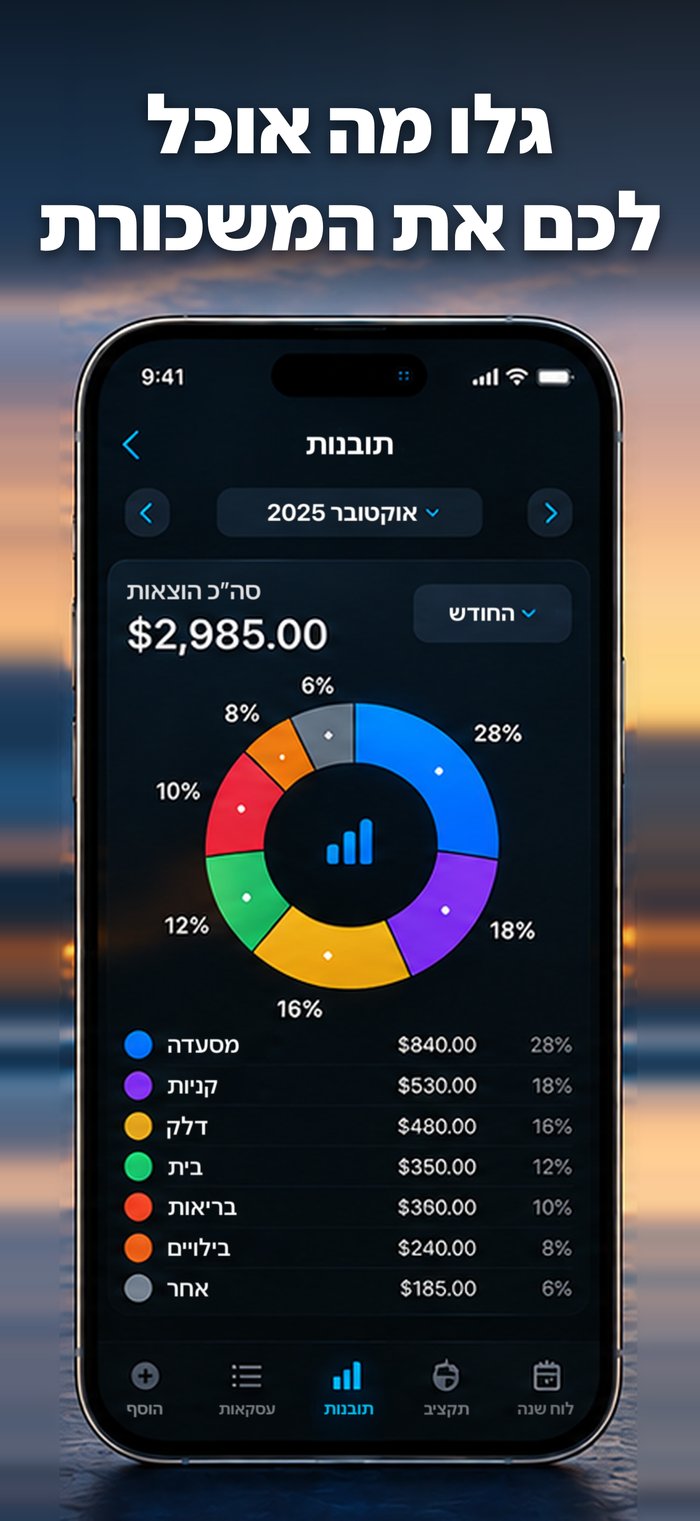 גלו מה אוכל
לכם את המשכורת
9:41
תובנות
אוקטובר 2025
סה"כ הוצאות
$2,985.00
החודש
6%
8%
28%
10%
12%
18%
16%
מסעדה $840.00 28%
קניות $530.00 18%
דלק $480.00 16%
בית $350.00 12%
בריאות $360.00 10%
בילויים $240.00 8%
אחר $185.00 6%
הוסף עסקאות תובנות תקציב לוח שנה